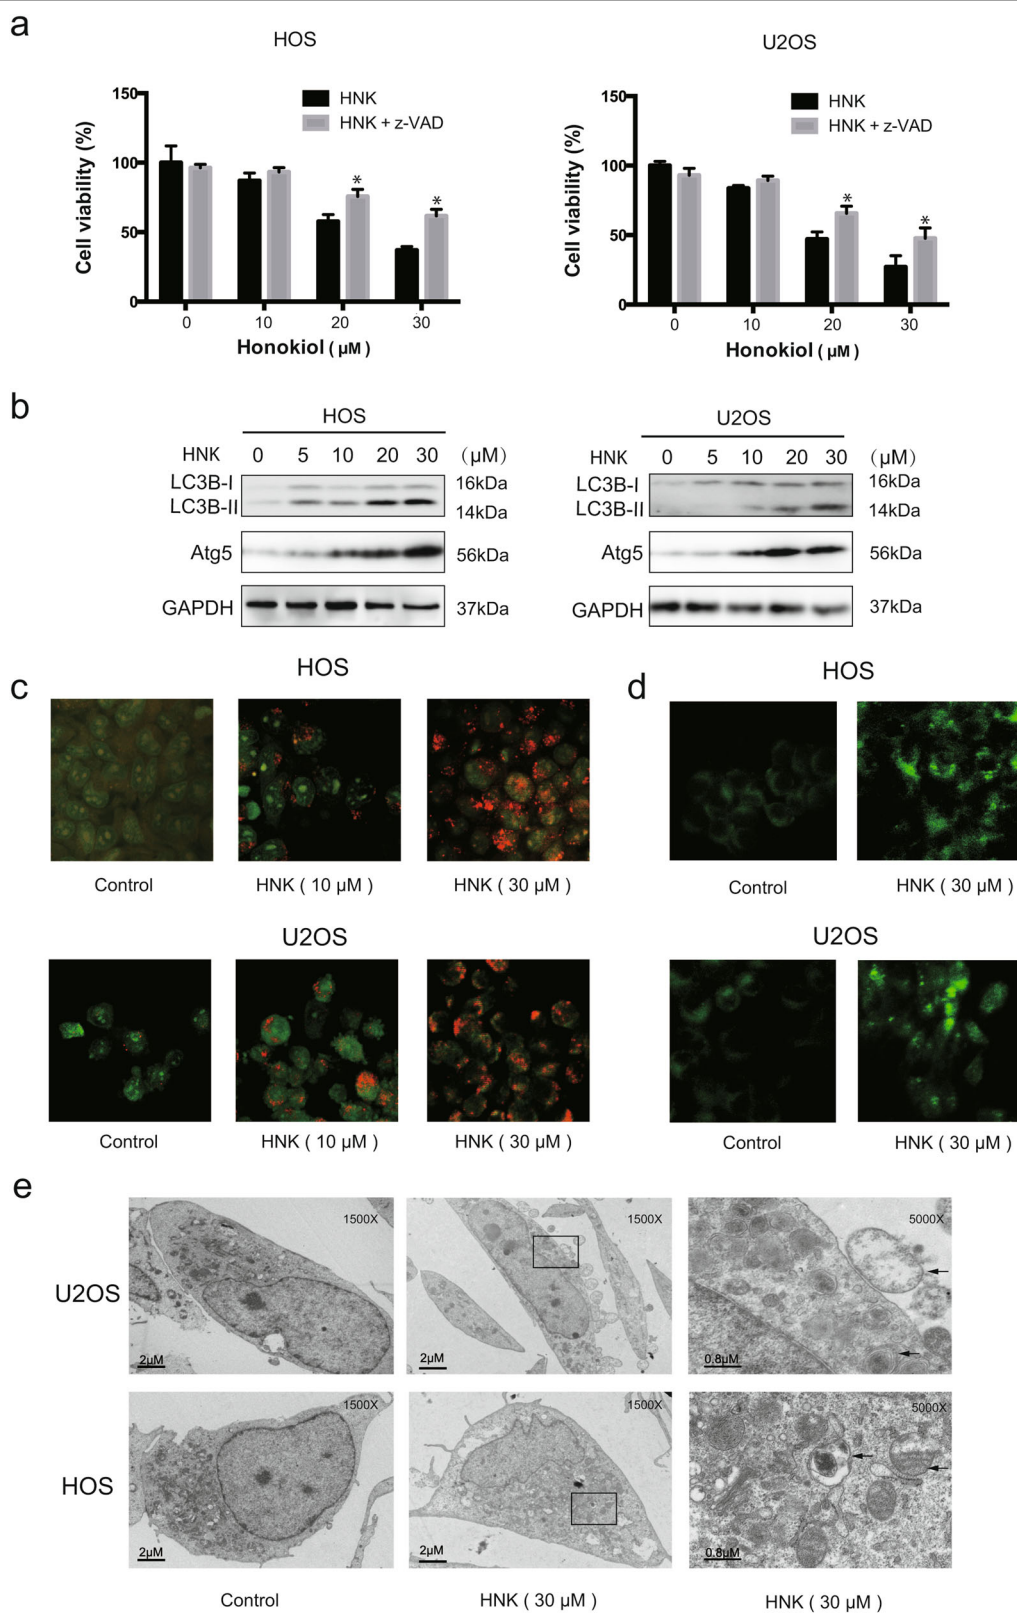 a
HOS
U2OS
HNK
HNK + z-VAD
HNK
HNK + z-VAD
Cell viability (%)
150
100
50
0
* *
0 10 20 30
Honokiol ( μM )
Cell viability (%)
150
100
50
0
* *
0 10 20 30
Honokiol ( μM )
b
HOS
HNK 0 5 10 20 30 (μM)
LC3B-I 16kDa
LC3B-II 14kDa
Atg5 56kDa
GAPDH 37kDa
U2OS
HNK 0 5 10 20 30 (μM)
LC3B-I 16kDa
LC3B-II 14kDa
Atg5 56kDa
GAPDH 37kDa
c
HOS
Control HNK ( 10 μM ) HNK ( 30 μM )
U2OS
Control HNK ( 10 μM ) HNK ( 30 μM )
d
HOS
Control HNK ( 30 μM )
U2OS
Control HNK ( 30 μM )
e
U2OS
1500X 1500X 5000X
2μM 2μM 0.8μM
HOS
1500X 1500X 5000X
2μM 2μM 0.8μM
Control HNK ( 30 μM ) HNK ( 30 μM )